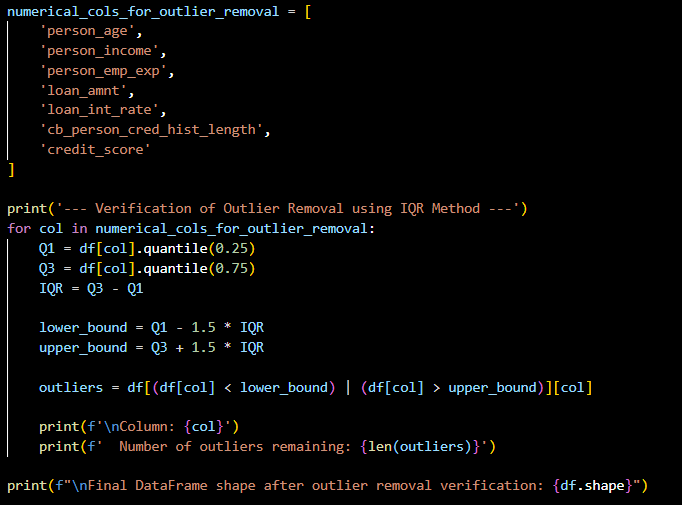 numerical_cols_for_outlier_removal = [
    'person_age',
    'person_income',
    'person_emp_exp',
    'loan_amnt',
    'loan_int_rate',
    'cb_person_cred_hist_length',
    'credit_score'
]

print('--- Verification of Outlier Removal using IQR Method ---')
for col in numerical_cols_for_outlier_removal:
    Q1 = df[col].quantile(0.25)
    Q3 = df[col].quantile(0.75)
    IQR = Q3 - Q1

    lower_bound = Q1 - 1.5 * IQR
    upper_bound = Q3 + 1.5 * IQR

    outliers = df[(df[col] < lower_bound) | (df[col] > upper_bound)][col]

    print(f'\nColumn: {col}')
    print(f'  Number of outliers remaining: {len(outliers)}')

print(f"\nFinal DataFrame shape after outlier removal verification: {df.shape}")